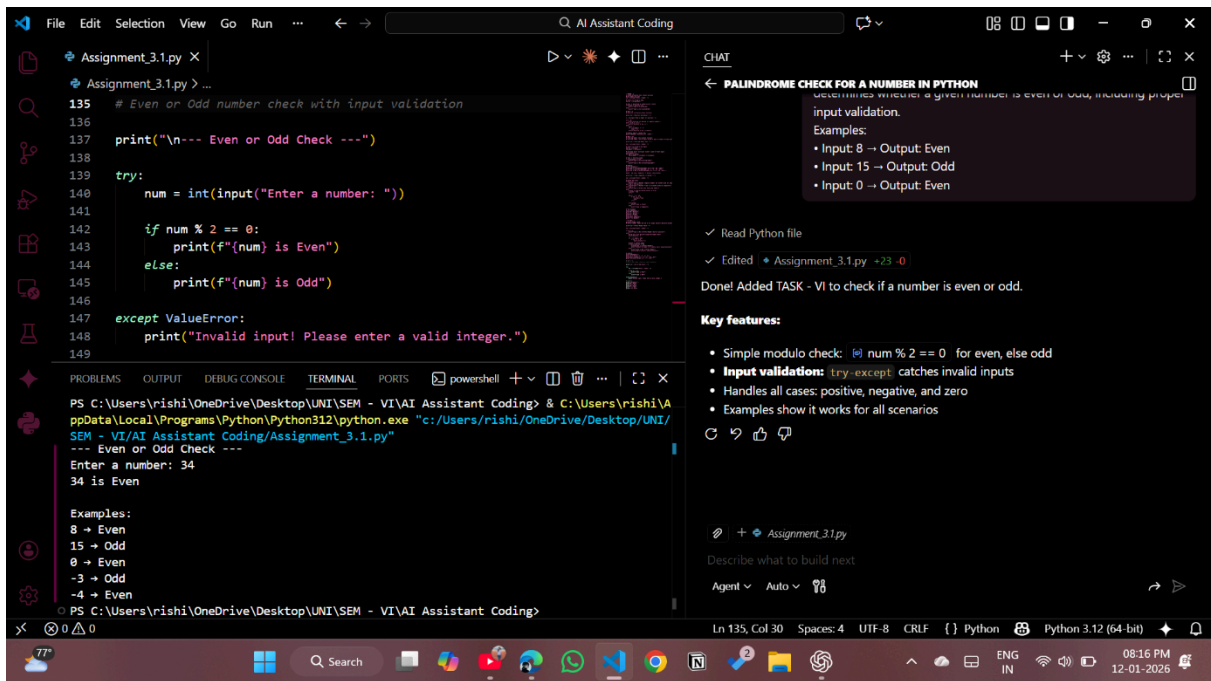 File Edit Selection View Go Run ··· ← → AI Assistant Coding
Assignment_3.1.py ×
Assignment_3.1.py > ...
135 # Even or Odd number check with input validation
136
137 print("\n--- Even or Odd Check ---")
138
139 try:
140 num = int(input("Enter a number: "))
141
142 if num % 2 == 0:
143 print(f"{num} is Even")
144 else:
145 print(f"{num} is Odd")
146
147 except ValueError:
148 print("Invalid input! Please enter a valid integer.")
149
PROBLEMS OUTPUT DEBUG CONSOLE TERMINAL PORTS powershell
PS C:\Users\rishi\OneDrive\Desktop\UNI\SEM - VI\AI Assistant Coding> & C:\Users\rishi\A
ppData\Local\Programs\Python\Python312\python.exe "c:/Users/rishi/OneDrive/Desktop/UNI/
SEM - VI/AI Assistant Coding/Assignment_3.1.py"
--- Even or Odd Check ---
Enter a number: 34
34 is Even
Examples:
8 → Even
15 → Odd
0 → Even
-3 → Odd
-4 → Even
PS C:\Users\rishi\OneDrive\Desktop\UNI\SEM - VI\AI Assistant Coding>
CHAT
← PALINDROME CHECK FOR A NUMBER IN PYTHON
determines whether a given number is even or odd, including proper
input validation.
Examples:
• Input: 8 → Output: Even
• Input: 15 → Output: Odd
• Input: 0 → Output: Even
✓ Read Python file
✓ Edited Assignment_3.1.py +23 -0
Done! Added TASK - VI to check if a number is even or odd.
Key features:
• Simple modulo check: num % 2 == 0 for even, else odd
• Input validation: try-except catches invalid inputs
• Handles all cases: positive, negative, and zero
• Examples show it works for all scenarios
Assignment_3.1.py
Describe what to build next
Agent Auto
0 0 Ln 135, Col 30 Spaces: 4 UTF-8 CRLF { } Python Python 3.12 (64-bit)
77° Search 2 ENG 08:16 PM
IN 12-01-2026